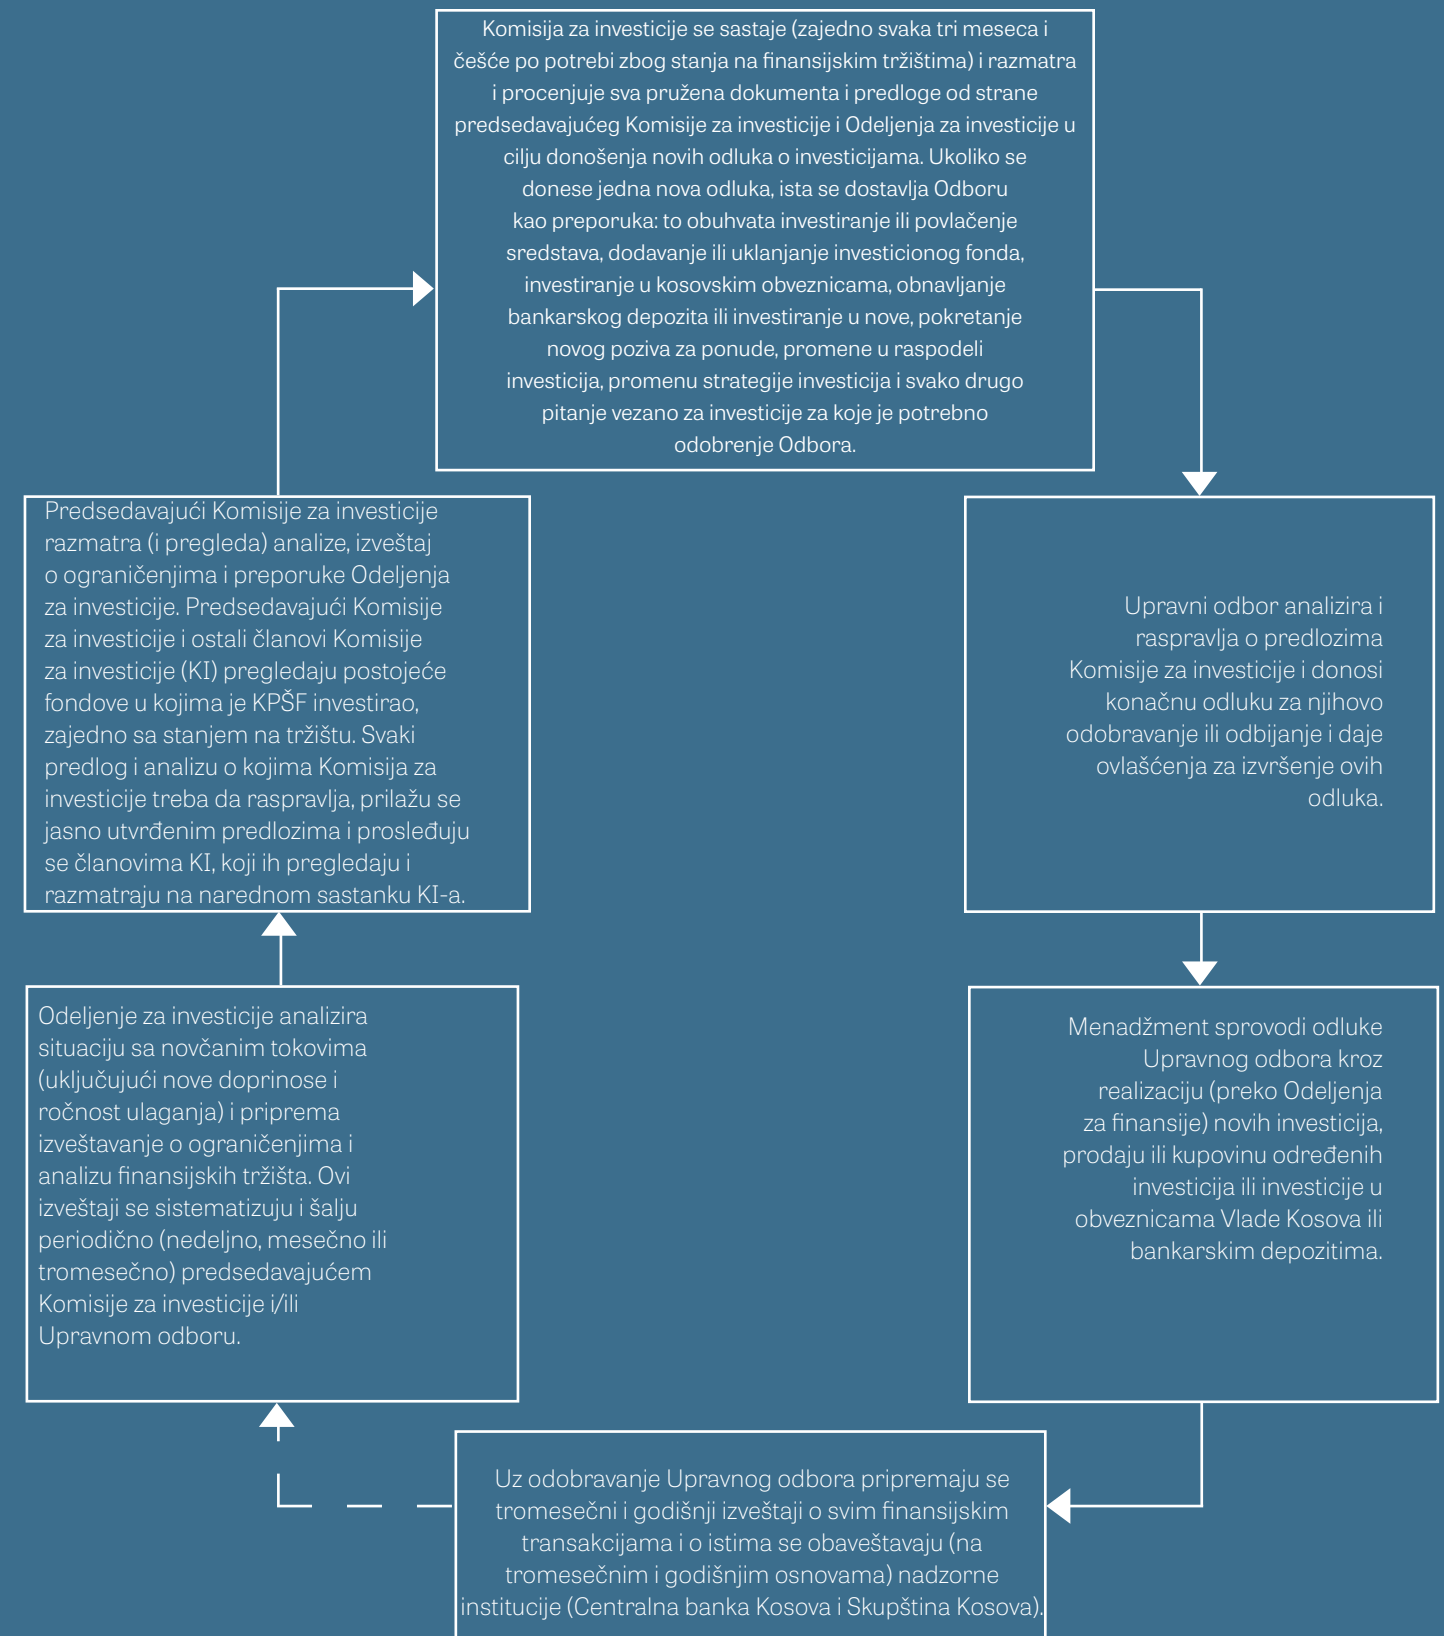 Komisija za investicije se sastaje (zajedno svaka tri meseca i
češće po potrebi zbog stanja na finansijskim tržištima) i razmatra
i procenjuje sva pružena dokumenta i predloge od strane
predsedavajućeg Komisije za investicije i Odeljenja za investicije u
cilju donošenja novih odluka o investicijama. Ukoliko se
donese jedna nova odluka, ista se dostavlja Odboru
kao preporuka: to obuhvata investiranje ili povlačenje
sredstava, dodavanje ili uklanjanje investicionog fonda,
investiranje u kosovskim obveznicama, obnavljanje
bankarskog depozita ili investiranje u nove, pokretanje
novog poziva za ponude, promene u raspodeli
investicija, promenu strategije investicija i svako drugo
pitanje vezano za investicije za koje je potrebno
odobrenje Odbora.
Predsedavajući Komisije za investicije
razmatra (i pregleda) analize, izveštaj
o ograničenjima i preporuke Odeljenja
za investicije. Predsedavajući Komisije
za investicije i ostali članovi Komisije
za investicije (KI) pregledaju postojeće
fondove u kojima je KPŠF investirao,
zajedno sa stanjem na tržištu. Svaki
predlog i analizu o kojima Komisija za
investicije treba da raspravlja, prilažu se
jasno utvrđenim predlozima i prosleđuju
se članovima KI, koji ih pregledaju i
razmatraju na narednom sastanku KI-a.
Upravni odbor analizira i
raspravlja o predlozima
Komisije za investicije i donosi
konačnu odluku za njihovo
odobravanje ili odbijanje i daje
ovlašćenja za izvršenje ovih
odluka.
Odeljenje za investicije analizira
situaciju sa novčanim tokovima
(uključujući nove doprinose i
ročnost ulaganja) i priprema
izveštavanje o ograničenjima i
analizu finansijskih tržišta. Ovi
izveštaji se sistematizuju i šalju
periodično (nedeljno, mesečno ili
tromesečno) predsedavajućem
Komisije za investicije i/ili
Upravnom odboru.
Menadžment sprovodi odluke
Upravnog odbora kroz
realizaciju (preko Odeljenja
za finansije) novih investicija,
prodaju ili kupovinu određenih
investicija ili investicije u
obveznicama Vlade Kosova ili
bankarskim depozitima.
Uz odobravanje Upravnog odbora pripremaju se
tromesečni i godišnji izveštaji o svim finansijskim
transakcijama i o istima se obaveštavaju (na
tromesečnim i godišnjim osnovama) nadzorne
institucije (Centralna banka Kosova i Skupština Kosova).